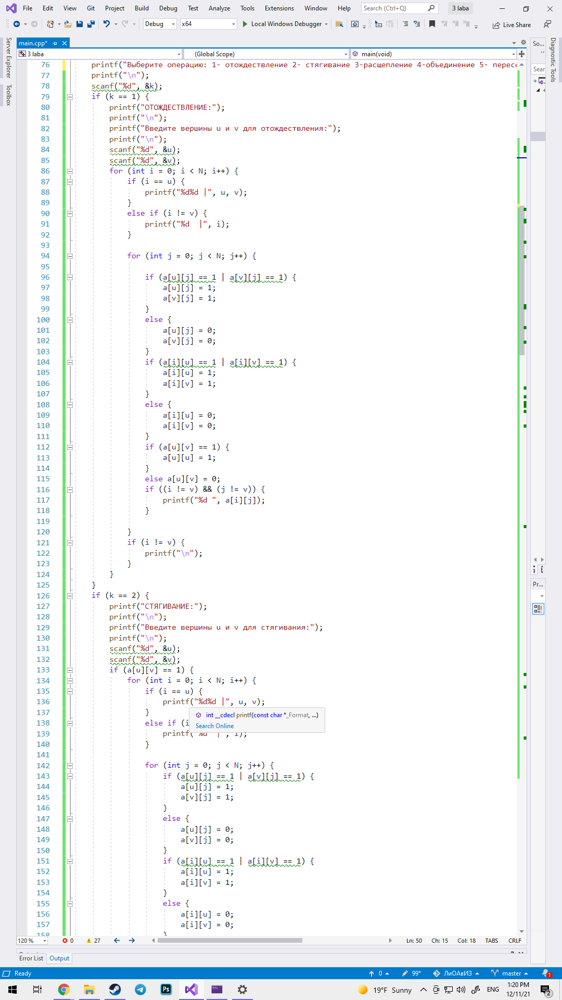 File Edit View Git Project Build Debug Test Analyze Tools Extensions Window Help Search (Ctrl+Q) 3 laba
Debug x64 Local Windows Debugger Live Share
Server Explorer
Toolbox
main.cpp*
3 laba (Global Scope) main(void)
76 printf("Выберите операцию: 1- отождествление 2- стягивание 3-расщепление 4-объединение 5- пересе
77 printf("\n");
78 scanf("%d", &k);
79 if (k == 1) {
80 printf("ОТОЖДЕСТВЛЕНИЕ:");
81 printf("\n");
82 printf("Введите вершины u и v для отождествления:");
83 printf("\n");
84 scanf("%d", &u);
85 scanf("%d", &v);
86 for (int i = 0; i < N; i++) {
87 if (i == u) {
88 printf("%d%d |", u, v);
89 }
90 else if (i != v) {
91 printf("%d  |", i);
92 }
93
94 for (int j = 0; j < N; j++) {
95
96 if (a[u][j] == 1 | a[v][j] == 1) {
97 a[u][j] = 1;
98 a[v][j] = 1;
99 }
100 else {
101 a[u][j] = 0;
102 a[v][j] = 0;
103 }
104 if (a[i][u] == 1 | a[i][v] == 1) {
105 a[i][u] = 1;
106 a[i][v] = 1;
107 }
108 else {
109 a[i][u] = 0;
110 a[i][v] = 0;
111 }
112 if (a[u][v] == 1) {
113 a[u][u] = 1;
114 }
115 else a[u][v] = 0;
116 if ((i != v) && (j != v)) {
117 printf("%d ", a[i][j]);
118 }
119
120 }
121 if (i != v) {
122 printf("\n");
123 }
124 }
125 }
126 if (k == 2) {
127 printf("СТЯГИВАНИЕ:");
128 printf("\n");
129 printf("Введите вершины u и v для стягивания:");
130 printf("\n");
131 scanf("%d", &u);
132 scanf("%d", &v);
133 if (a[u][v] == 1) {
134 for (int i = 0; i < N; i++) {
135 if (i == u) {
136 printf("%d%d |", u, v);
137 }
int __cdecl printf(const char *_Format, ...)
138 else if (i
Search Online
139 printf("%d  |", i);
140 }
141
142 for (int j = 0; j < N; j++) {
143 if (a[u][j] == 1 | a[v][j] == 1) {
144 a[u][j] = 1;
145 a[v][j] = 1;
146 }
147 else {
148 a[u][j] = 0;
149 a[v][j] = 0;
150 }
151 if (a[i][u] == 1 | a[i][v] == 1) {
152 a[i][u] = 1;
153 a[i][v] = 1;
154 }
155 else {
156 a[i][u] = 0;
157 a[i][v] = 0;
158 }
So...
Sear
Pr...
Diagnostic Tools
120 % 0 27 Ln: 50 Ch: 15 Col: 18 TABS CRLF
Error List Output
Ready 0 99* ЛиОАвИЗ master 1
19°F Sunny ENG 1:20 PM 12/11/21 2